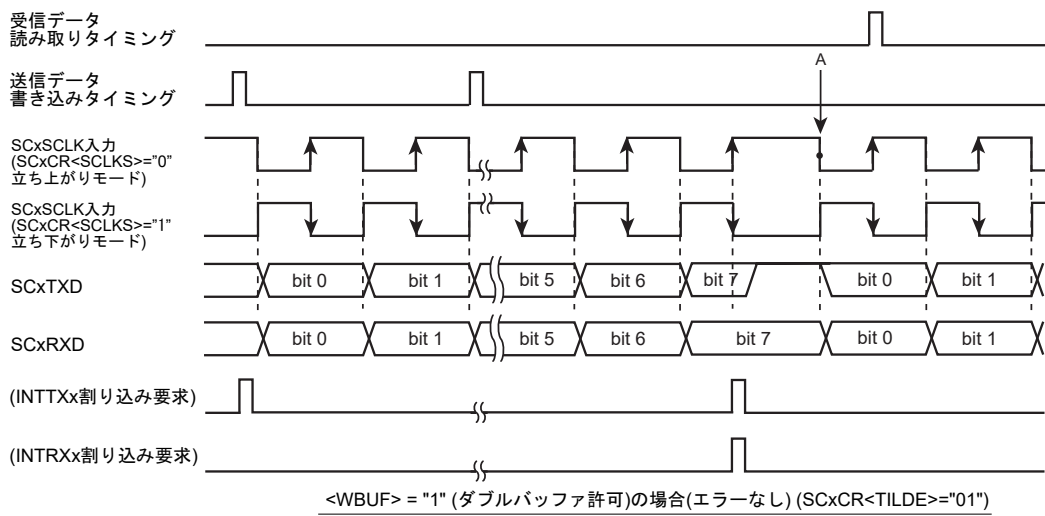 受信データ
読み取りタイミング
A
送信データ
書き込みタイミング
SCxSCLK入力
(SCxCR<SCLKS>="0"
立ち上がりモード)
SCxSCLK入力
(SCxCR<SCLKS>="1"
立ち下がりモード)
SCxTXD bit 0 bit 1 bit 5 bit 6 bit 7 bit 0 bit 1
SCxRXD bit 0 bit 1 bit 5 bit 6 bit 7 bit 0 bit 1
(INTTXx割り込み要求)
(INTRXx割り込み要求)
<WBUF> = "1" (ダブルバッファ許可)の場合(エラーなし) (SCxCR<TILDE>="01")